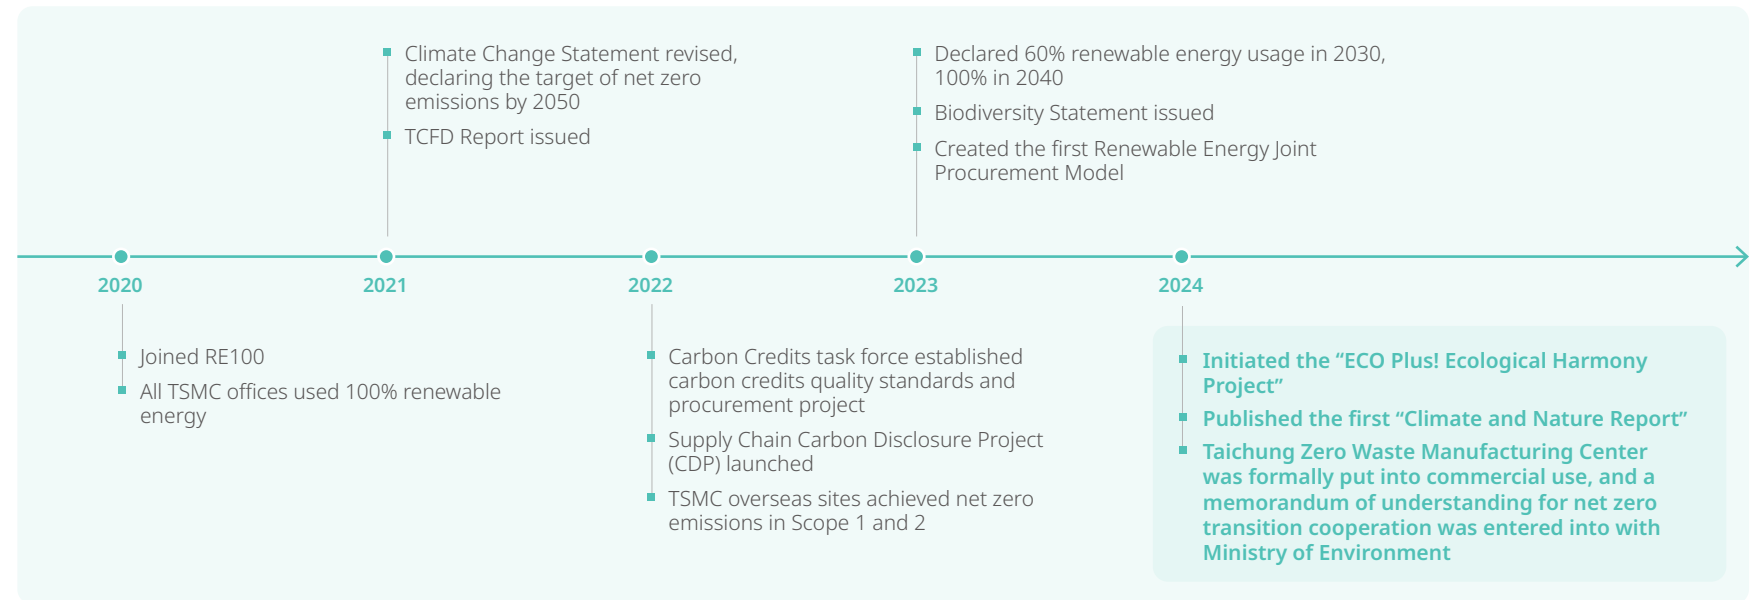 Climate Change Statement revised,
declaring the target of net zero
emissions by 2050
TCFD Report issued
Declared 60% renewable energy usage in 2030,
100% in 2040
Biodiversity Statement issued
Created the first Renewable Energy Joint
Procurement Model
2020
2021
2022
2023
2024
Joined RE100
All TSMC offices used 100% renewable
energy
Carbon Credits task force established
carbon credits quality standards and
procurement project
Supply Chain Carbon Disclosure Project
(CDP) launched
TSMC overseas sites achieved net zero
emissions in Scope 1 and 2
Initiated the “ECO Plus! Ecological Harmony
Project”
Published the first “Climate and Nature Report”
Taichung Zero Waste Manufacturing Center
was formally put into commercial use, and a
memorandum of understanding for net zero
transition cooperation was entered into with
Ministry of Environment